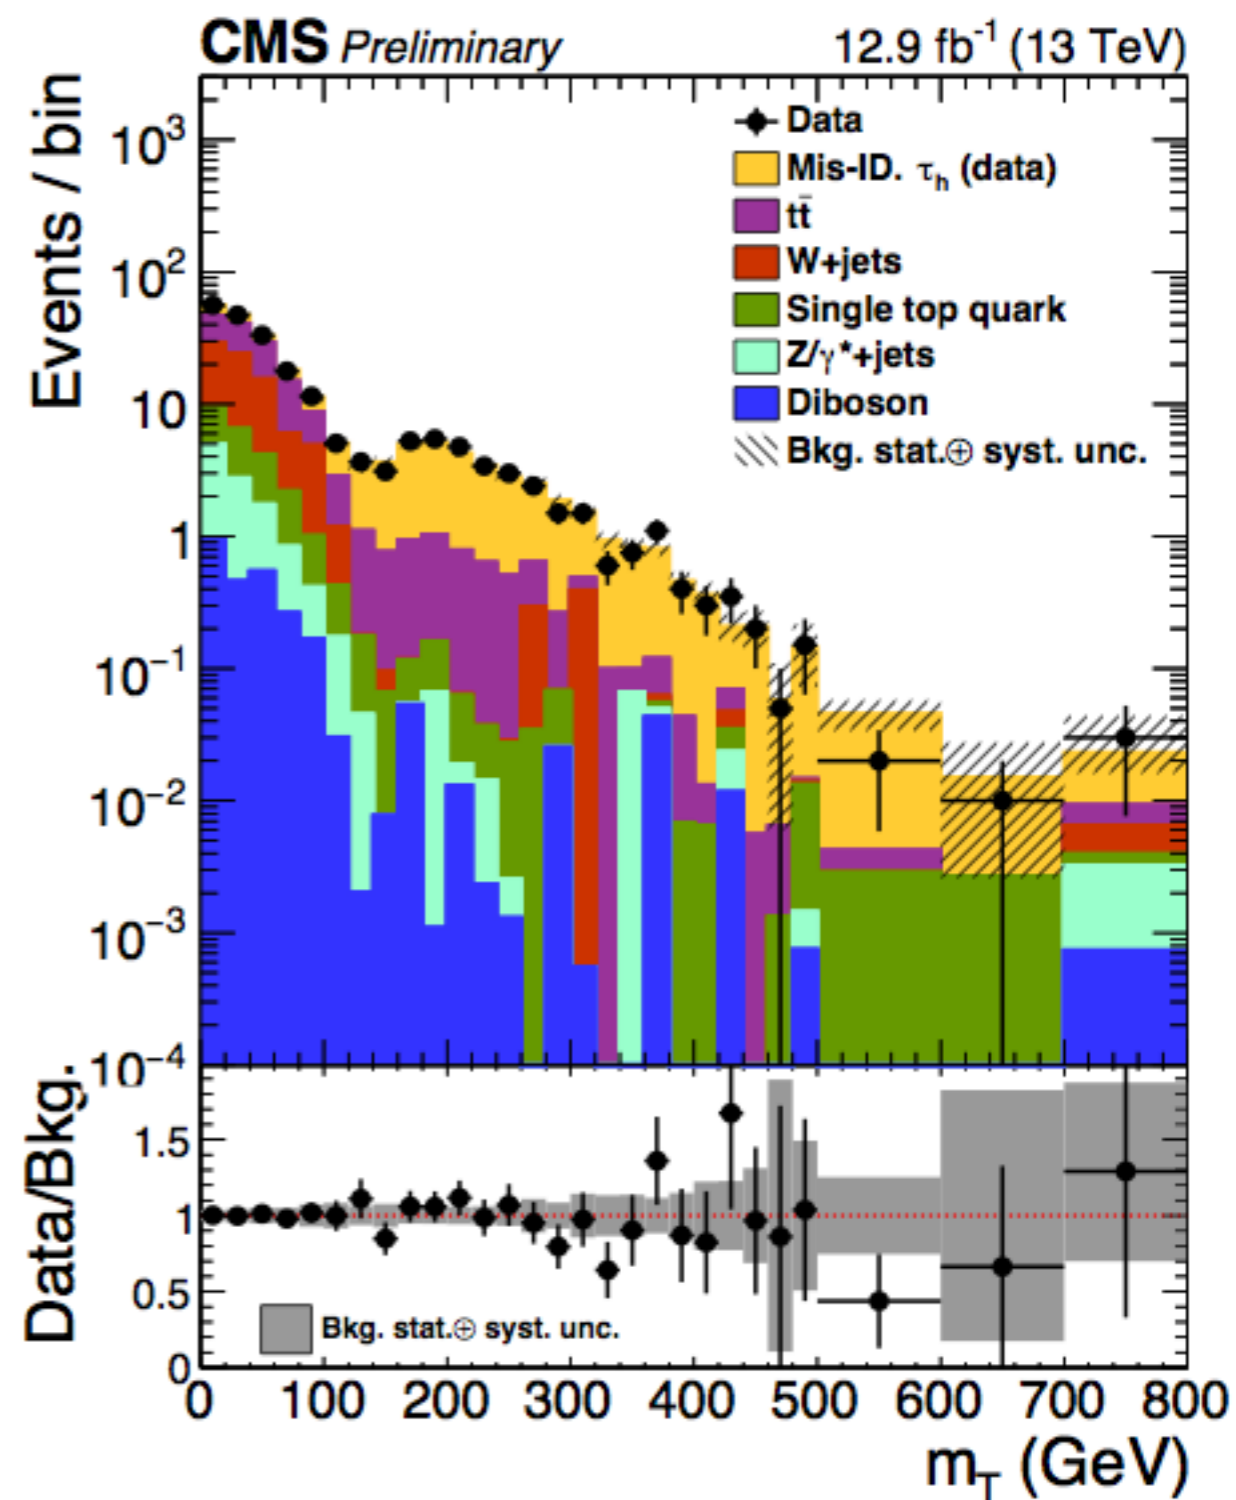 CMS Preliminary 12.9 fb⁻¹ (13 TeV)
Events / bin
10³
10²
10
1
10⁻¹
10⁻²
10⁻³
10⁻⁴
Data
Mis-ID. τₕ (data)
tt̄
W+jets
Single top quark
Z/γ*+jets
Diboson
Bkg. stat.⊕ syst. unc.
Data/Bkg.
1.5
1
0.5
0
Bkg. stat.⊕ syst. unc.
0 100 200 300 400 500 600 700 800
m_T (GeV)